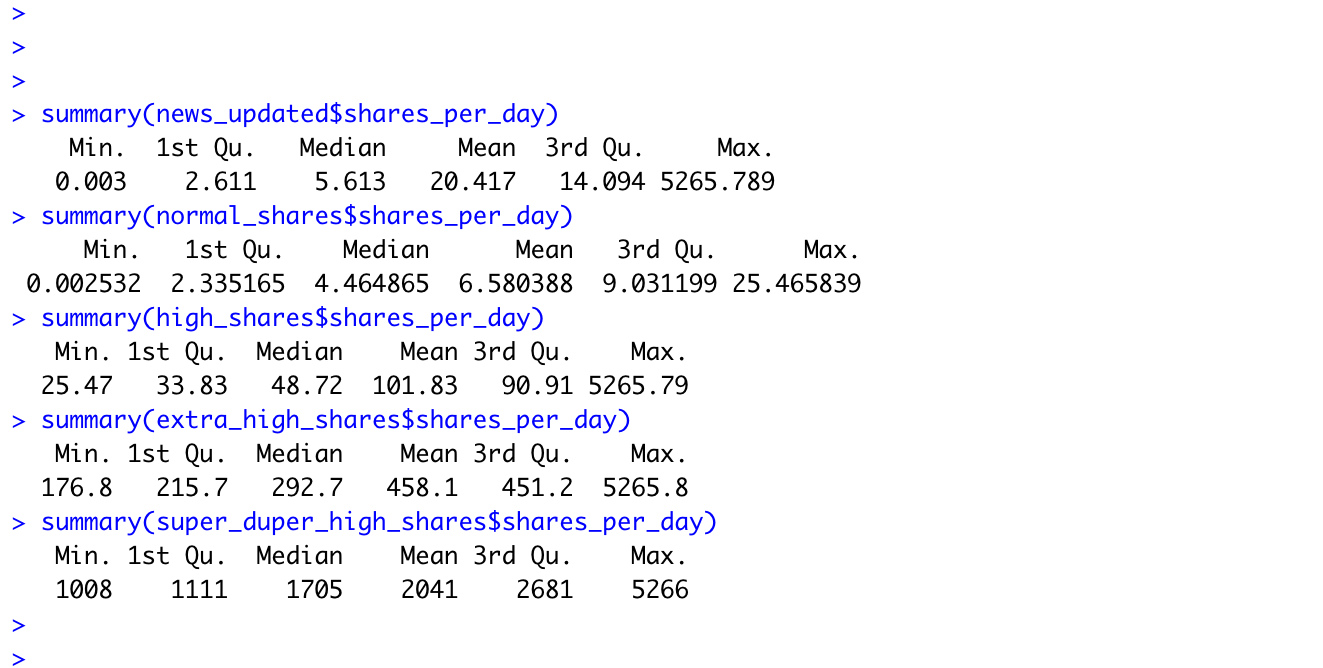 >
>
>
> summary(news_updated$shares_per_day)
    Min.  1st Qu.   Median     Mean  3rd Qu.     Max.
   0.003    2.611    5.613   20.417   14.094 5265.789
> summary(normal_shares$shares_per_day)
     Min.   1st Qu.    Median      Mean   3rd Qu.      Max.
 0.002532  2.335165  4.464865  6.580388  9.031199 25.465839
> summary(high_shares$shares_per_day)
   Min. 1st Qu.  Median    Mean 3rd Qu.    Max.
  25.47   33.83   48.72  101.83   90.91 5265.79
> summary(extra_high_shares$shares_per_day)
   Min. 1st Qu.  Median    Mean 3rd Qu.    Max.
  176.8   215.7   292.7   458.1   451.2  5265.8
> summary(super_duper_high_shares$shares_per_day)
   Min. 1st Qu.  Median    Mean 3rd Qu.    Max.
   1008    1111    1705    2041    2681    5266
>
>